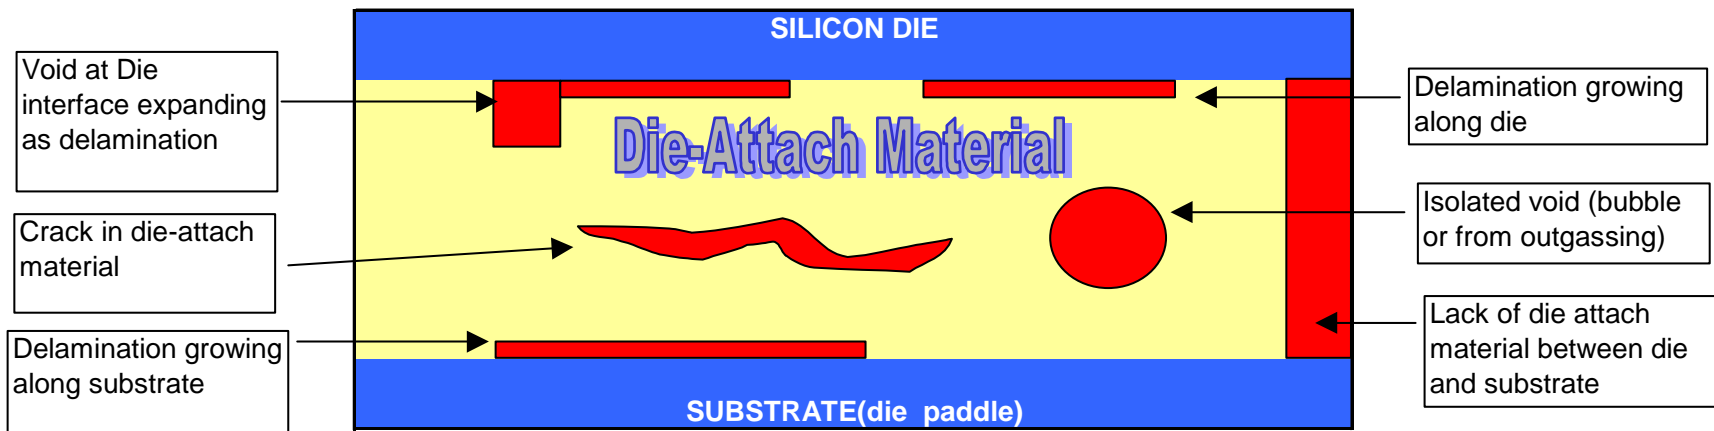 SILICON DIE
Void at Die
interface expanding
as delamination
Delamination growing
along die
Die-Attach Material
Isolated void (bubble
or from outgassing)
Crack in die-attach
material
Lack of die attach
material between die
and substrate
Delamination growing
along substrate
SUBSTRATE(die paddle)